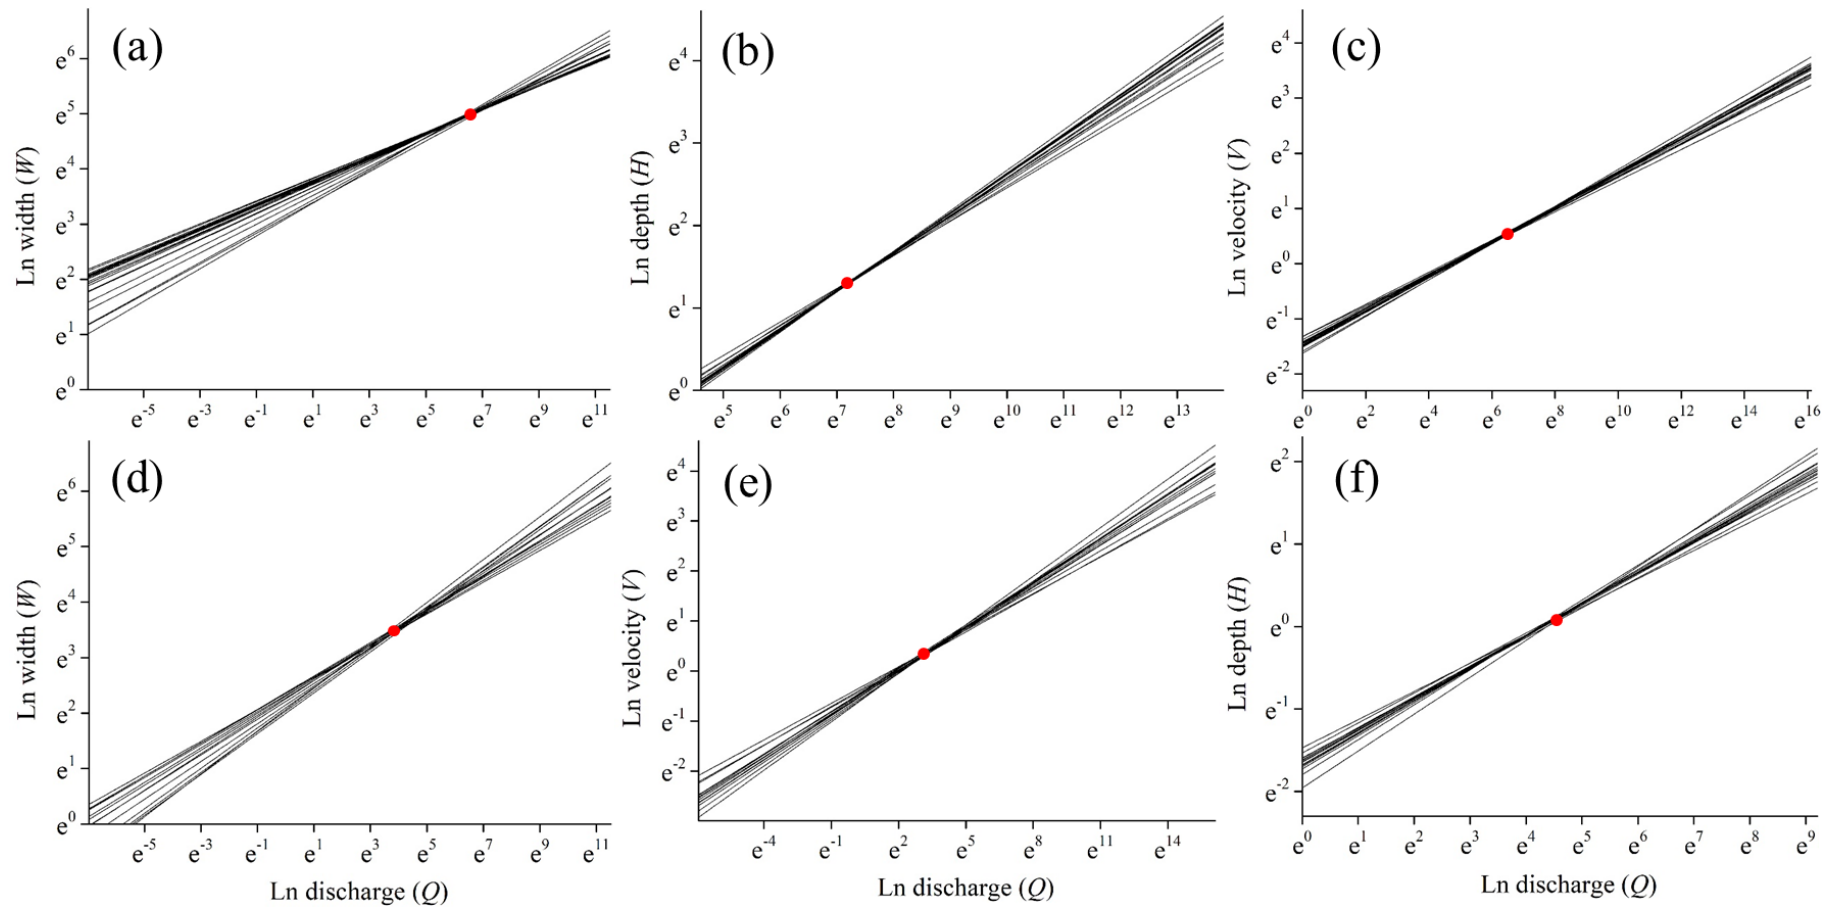 (a)
Ln width (W)
e⁶
e⁵
e⁴
e³
e²
e¹
e⁰
e⁻⁵ e⁻³ e⁻¹ e¹ e³ e⁵ e⁷ e⁹ e¹¹
(b)
Ln depth (H)
e⁴
e³
e²
e¹
e⁰
e⁵ e⁶ e⁷ e⁸ e⁹ e¹⁰ e¹¹ e¹² e¹³
(c)
Ln velocity (V)
e⁴
e³
e²
e¹
e⁰
e⁻¹
e⁻²
e⁰ e² e⁴ e⁶ e⁸ e¹⁰ e¹² e¹⁴ e¹⁶
(d)
Ln width (W)
e⁶
e⁵
e⁴
e³
e²
e¹
e⁰
e⁻⁵ e⁻³ e⁻¹ e¹ e³ e⁵ e⁷ e⁹ e¹¹
Ln discharge (Q)
(e)
Ln velocity (V)
e⁴
e³
e²
e¹
e⁰
e⁻¹
e⁻²
e⁻⁴ e⁻¹ e² e⁵ e⁸ e¹¹ e¹⁴
Ln discharge (Q)
(f)
Ln depth (H)
e²
e¹
e⁰
e⁻¹
e⁻²
e⁰ e¹ e² e³ e⁴ e⁵ e⁶ e⁷ e⁸ e⁹
Ln discharge (Q)